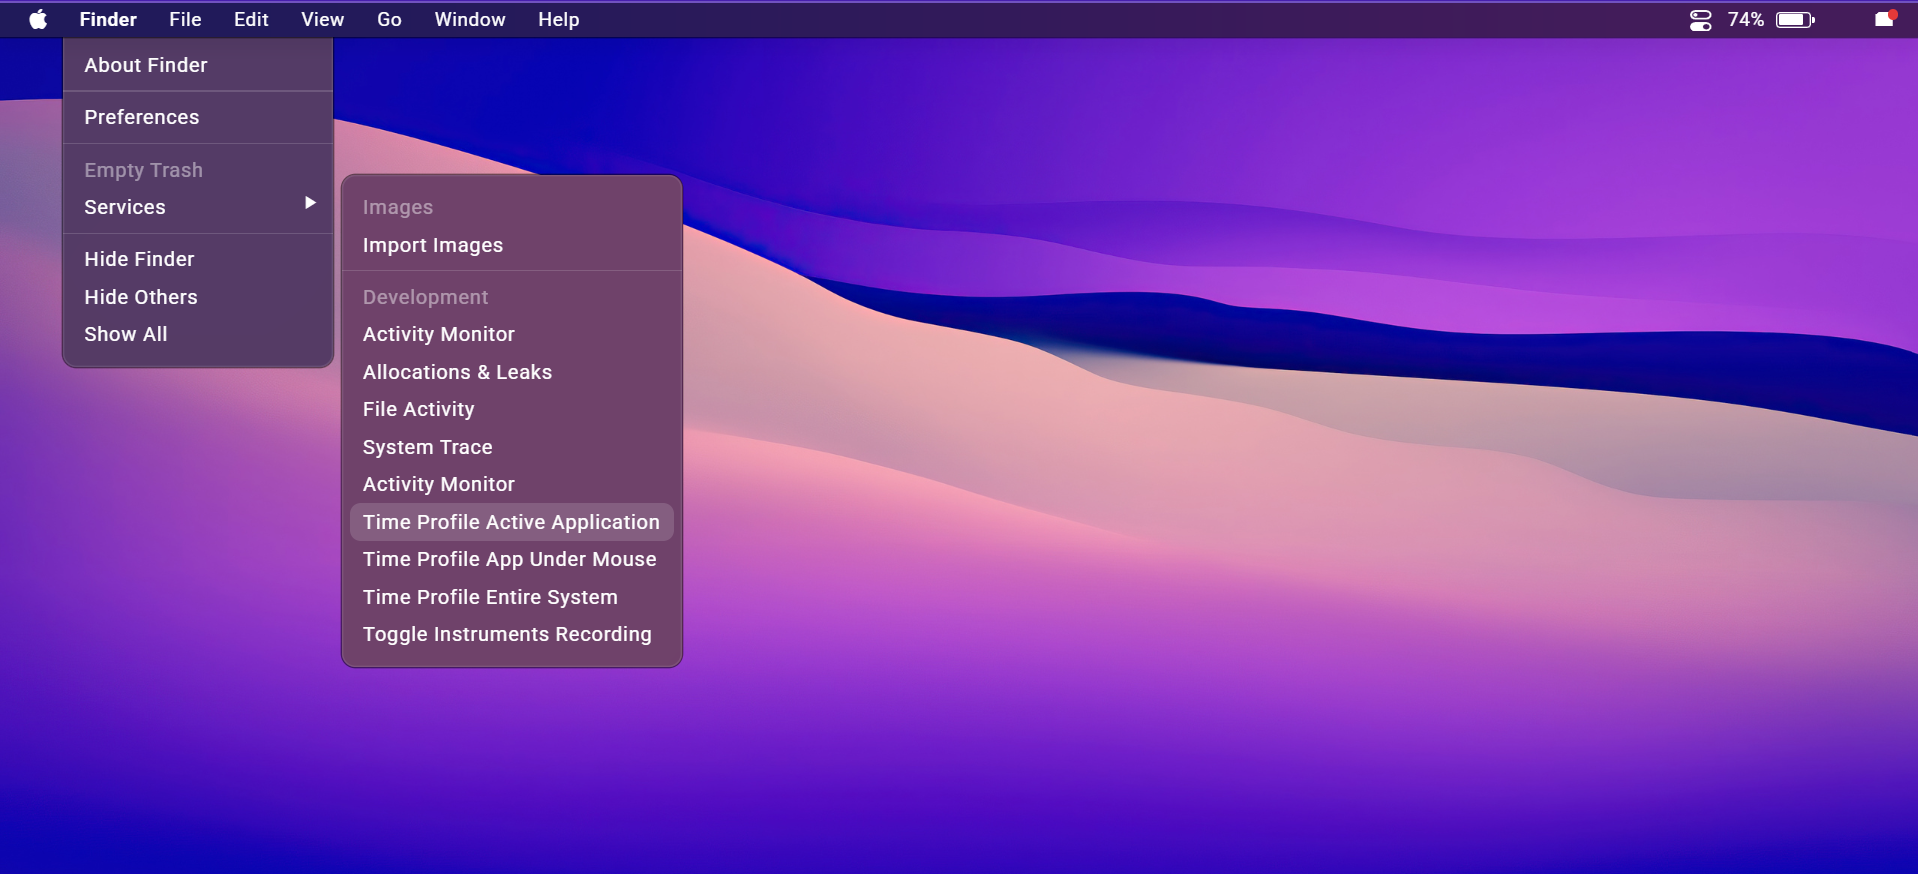 Finder File Edit View Go Window Help 74%
About Finder
Preferences
Empty Trash
Services
Hide Finder
Hide Others
Show All
Images
Import Images
Development
Activity Monitor
Allocations & Leaks
File Activity
System Trace
Activity Monitor
Time Profile Active Application
Time Profile App Under Mouse
Time Profile Entire System
Toggle Instruments Recording